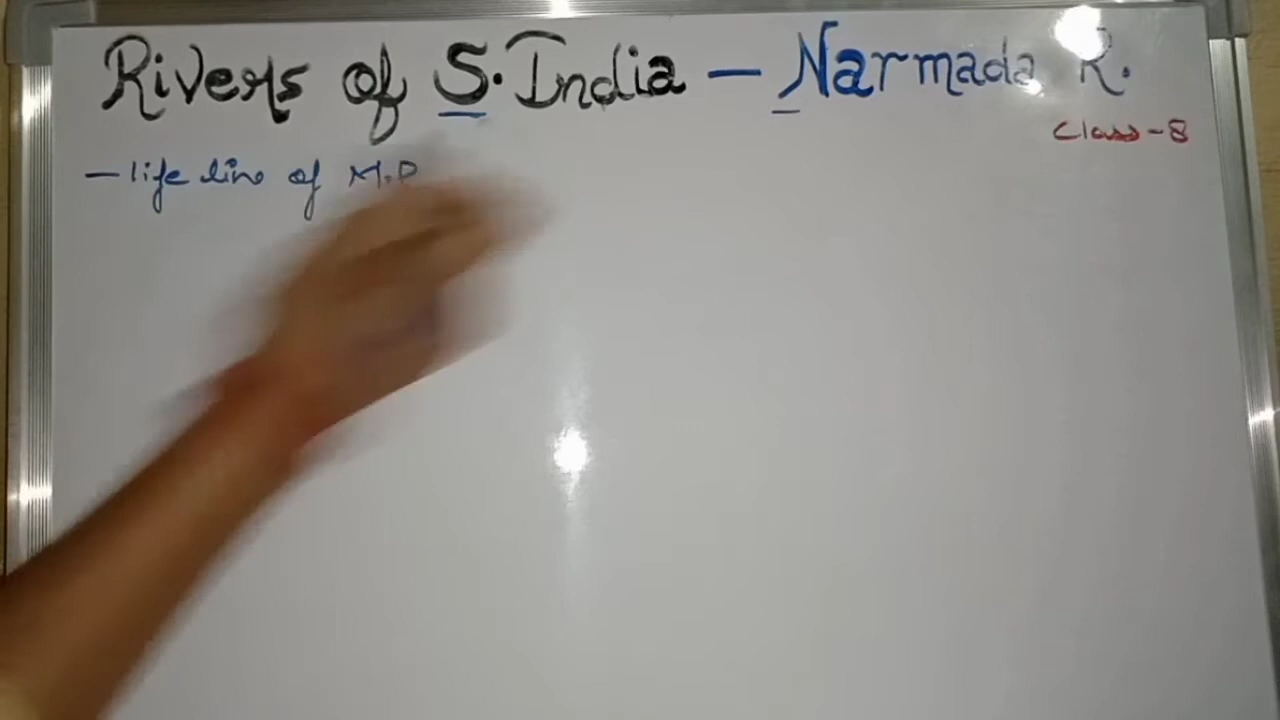 Rivers of S. India - Narmada R.
Class-8
- life line of M.P